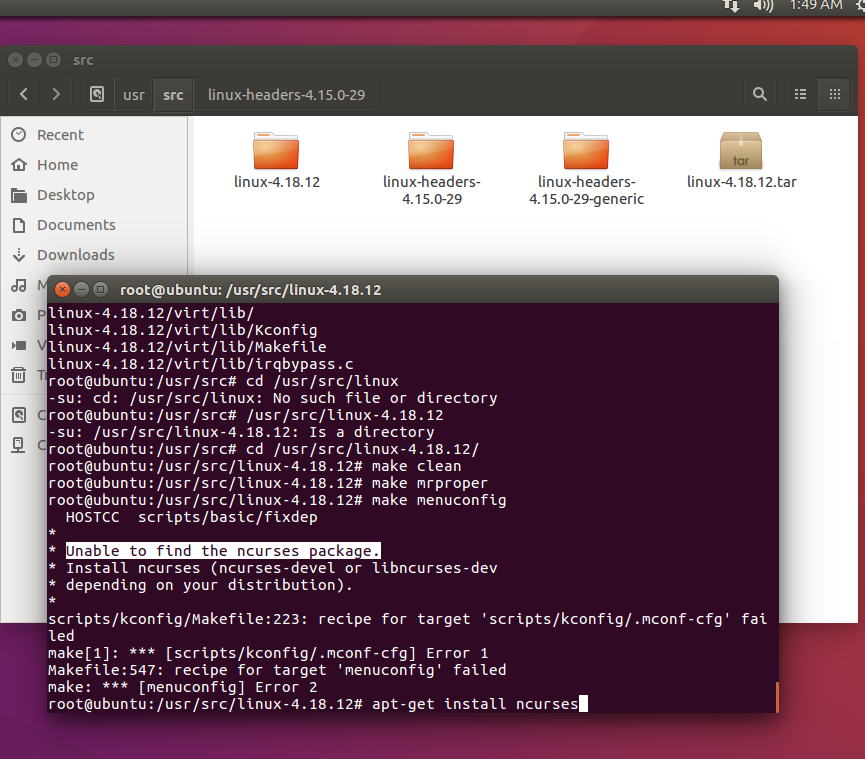 1:49 AM
src
usr
src
linux-headers-4.15.0-29
Recent
Home
Desktop
Documents
Downloads
linux-4.18.12
linux-headers-
4.15.0-29
linux-headers-
4.15.0-29-generic
tar
linux-4.18.12.tar
root@ubuntu: /usr/src/linux-4.18.12
linux-4.18.12/virt/lib/
linux-4.18.12/virt/lib/Kconfig
linux-4.18.12/virt/lib/Makefile
linux-4.18.12/virt/lib/irqbypass.c
root@ubuntu:/usr/src# cd /usr/src/linux
-su: cd: /usr/src/linux: No such file or directory
root@ubuntu:/usr/src# /usr/src/linux-4.18.12
-su: /usr/src/linux-4.18.12: Is a directory
root@ubuntu:/usr/src# cd /usr/src/linux-4.18.12/
root@ubuntu:/usr/src/linux-4.18.12# make clean
root@ubuntu:/usr/src/linux-4.18.12# make mrproper
root@ubuntu:/usr/src/linux-4.18.12# make menuconfig
  HOSTCC  scripts/basic/fixdep
*
* Unable to find the ncurses package.
* Install ncurses (ncurses-devel or libncurses-dev
* depending on your distribution).
*
scripts/kconfig/Makefile:223: recipe for target 'scripts/kconfig/.mconf-cfg' fai
led
make[1]: *** [scripts/kconfig/.mconf-cfg] Error 1
Makefile:547: recipe for target 'menuconfig' failed
make: *** [menuconfig] Error 2
root@ubuntu:/usr/src/linux-4.18.12# apt-get install ncurses